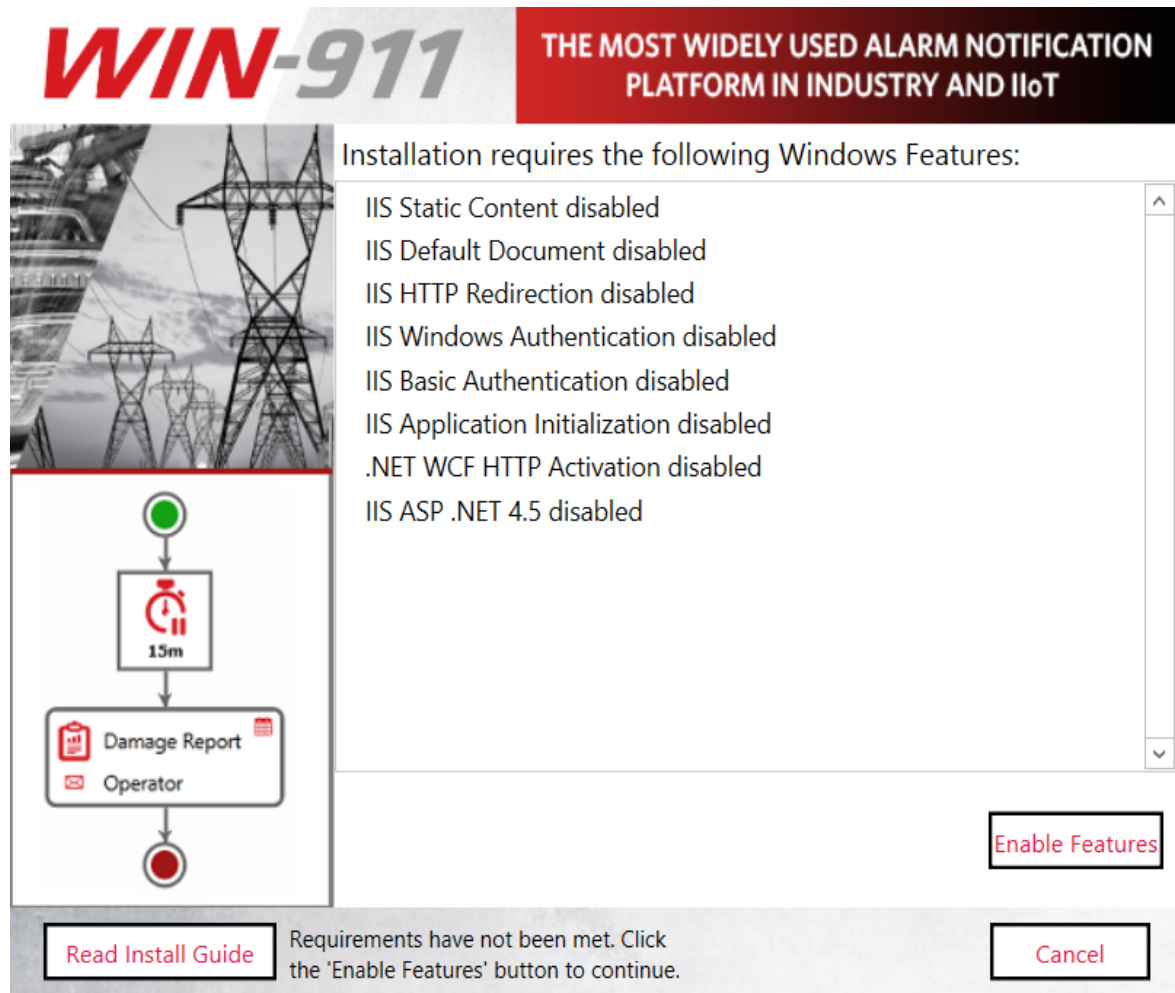 WIN-911
THE MOST WIDELY USED ALARM NOTIFICATION
PLATFORM IN INDUSTRY AND IIoT
Installation requires the following Windows Features:
IIS Static Content disabled
IIS Default Document disabled
IIS HTTP Redirection disabled
IIS Windows Authentication disabled
IIS Basic Authentication disabled
IIS Application Initialization disabled
.NET WCF HTTP Activation disabled
IIS ASP .NET 4.5 disabled
15m
Damage Report
Operator
Enable Features
Read Install Guide
Requirements have not been met. Click
the 'Enable Features' button to continue.
Cancel